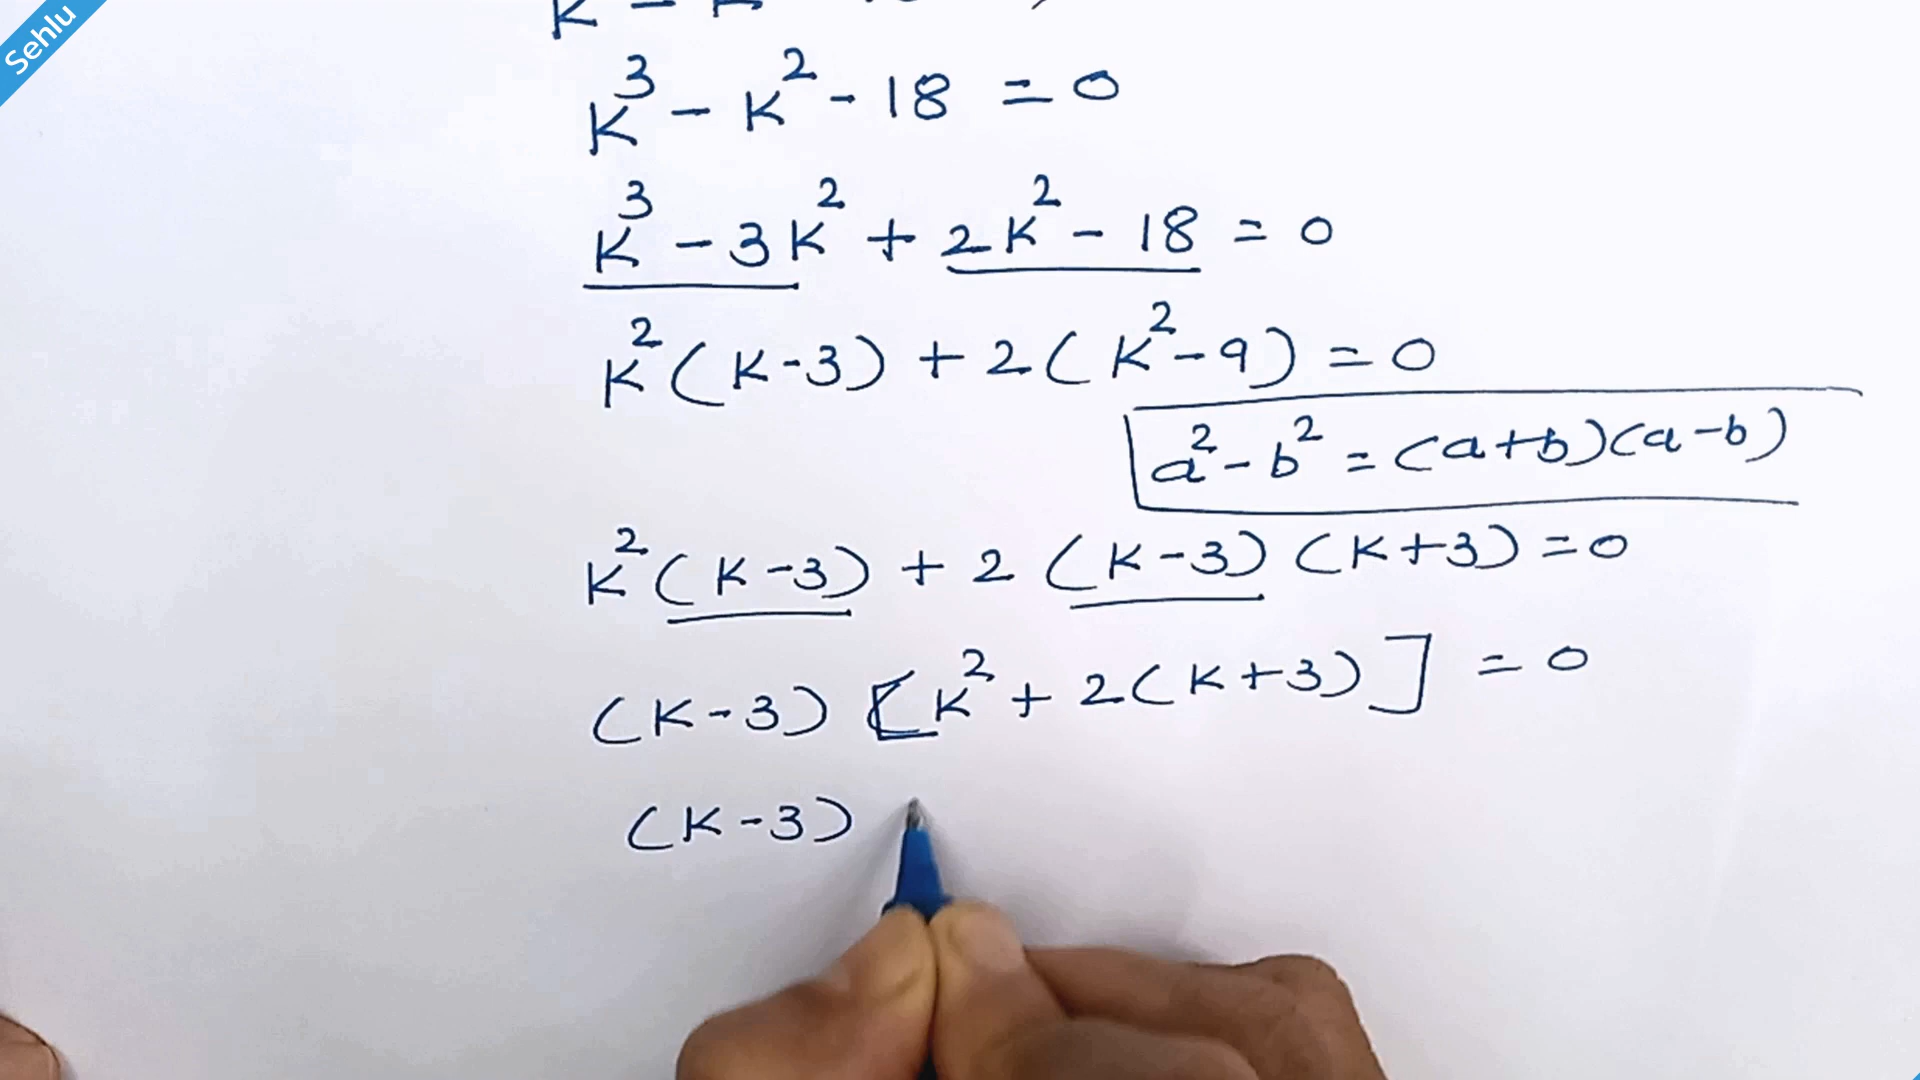 Sehlu
K³ - K² - 18 = 0
K³ - 3K² + 2K² - 18 = 0
K²(K-3) + 2(K²-9) = 0
a² - b² = (a+b)(a-b)
K²(K-3) + 2(K-3)(K+3) = 0
(K-3)[K² + 2(K+3)] = 0
(K-3)